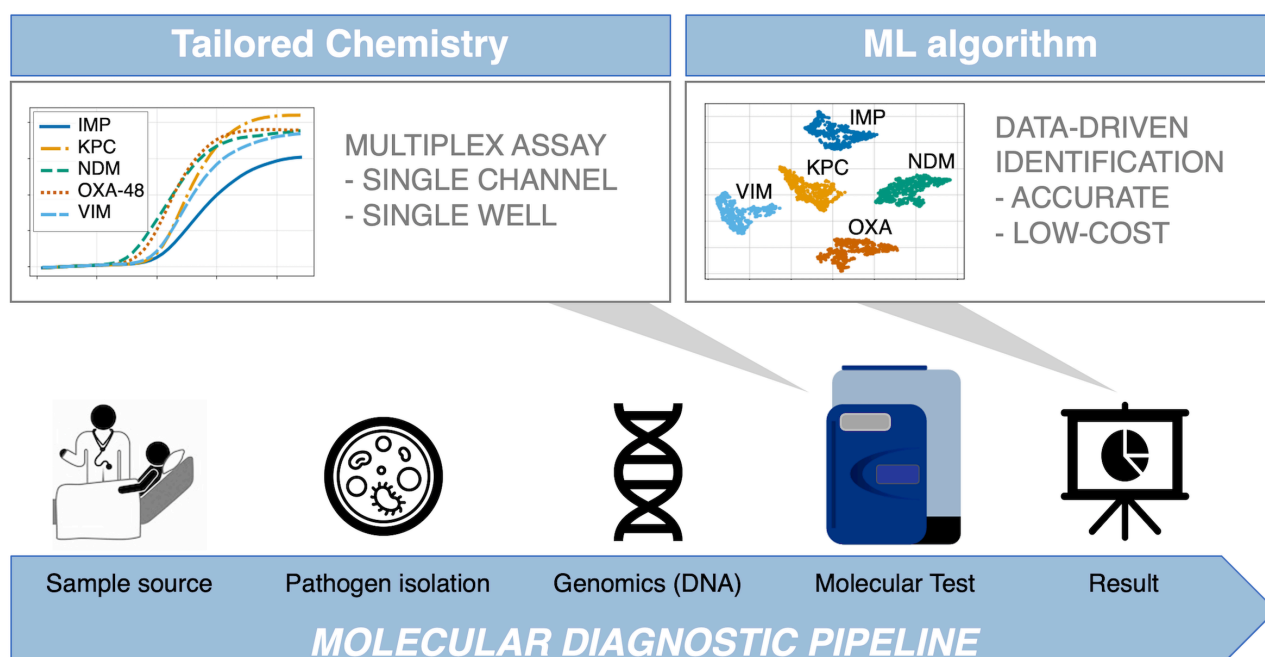 Tailored Chemistry
IMP
KPC
NDM
OXA-48
VIM
MULTIPLEX ASSAY
- SINGLE CHANNEL
- SINGLE WELL
ML algorithm
IMP
KPC
NDM
VIM
OXA
DATA-DRIVEN
IDENTIFICATION
- ACCURATE
- LOW-COST
Sample source
Pathogen isolation
Genomics (DNA)
Molecular Test
Result
MOLECULAR DIAGNOSTIC PIPELINE